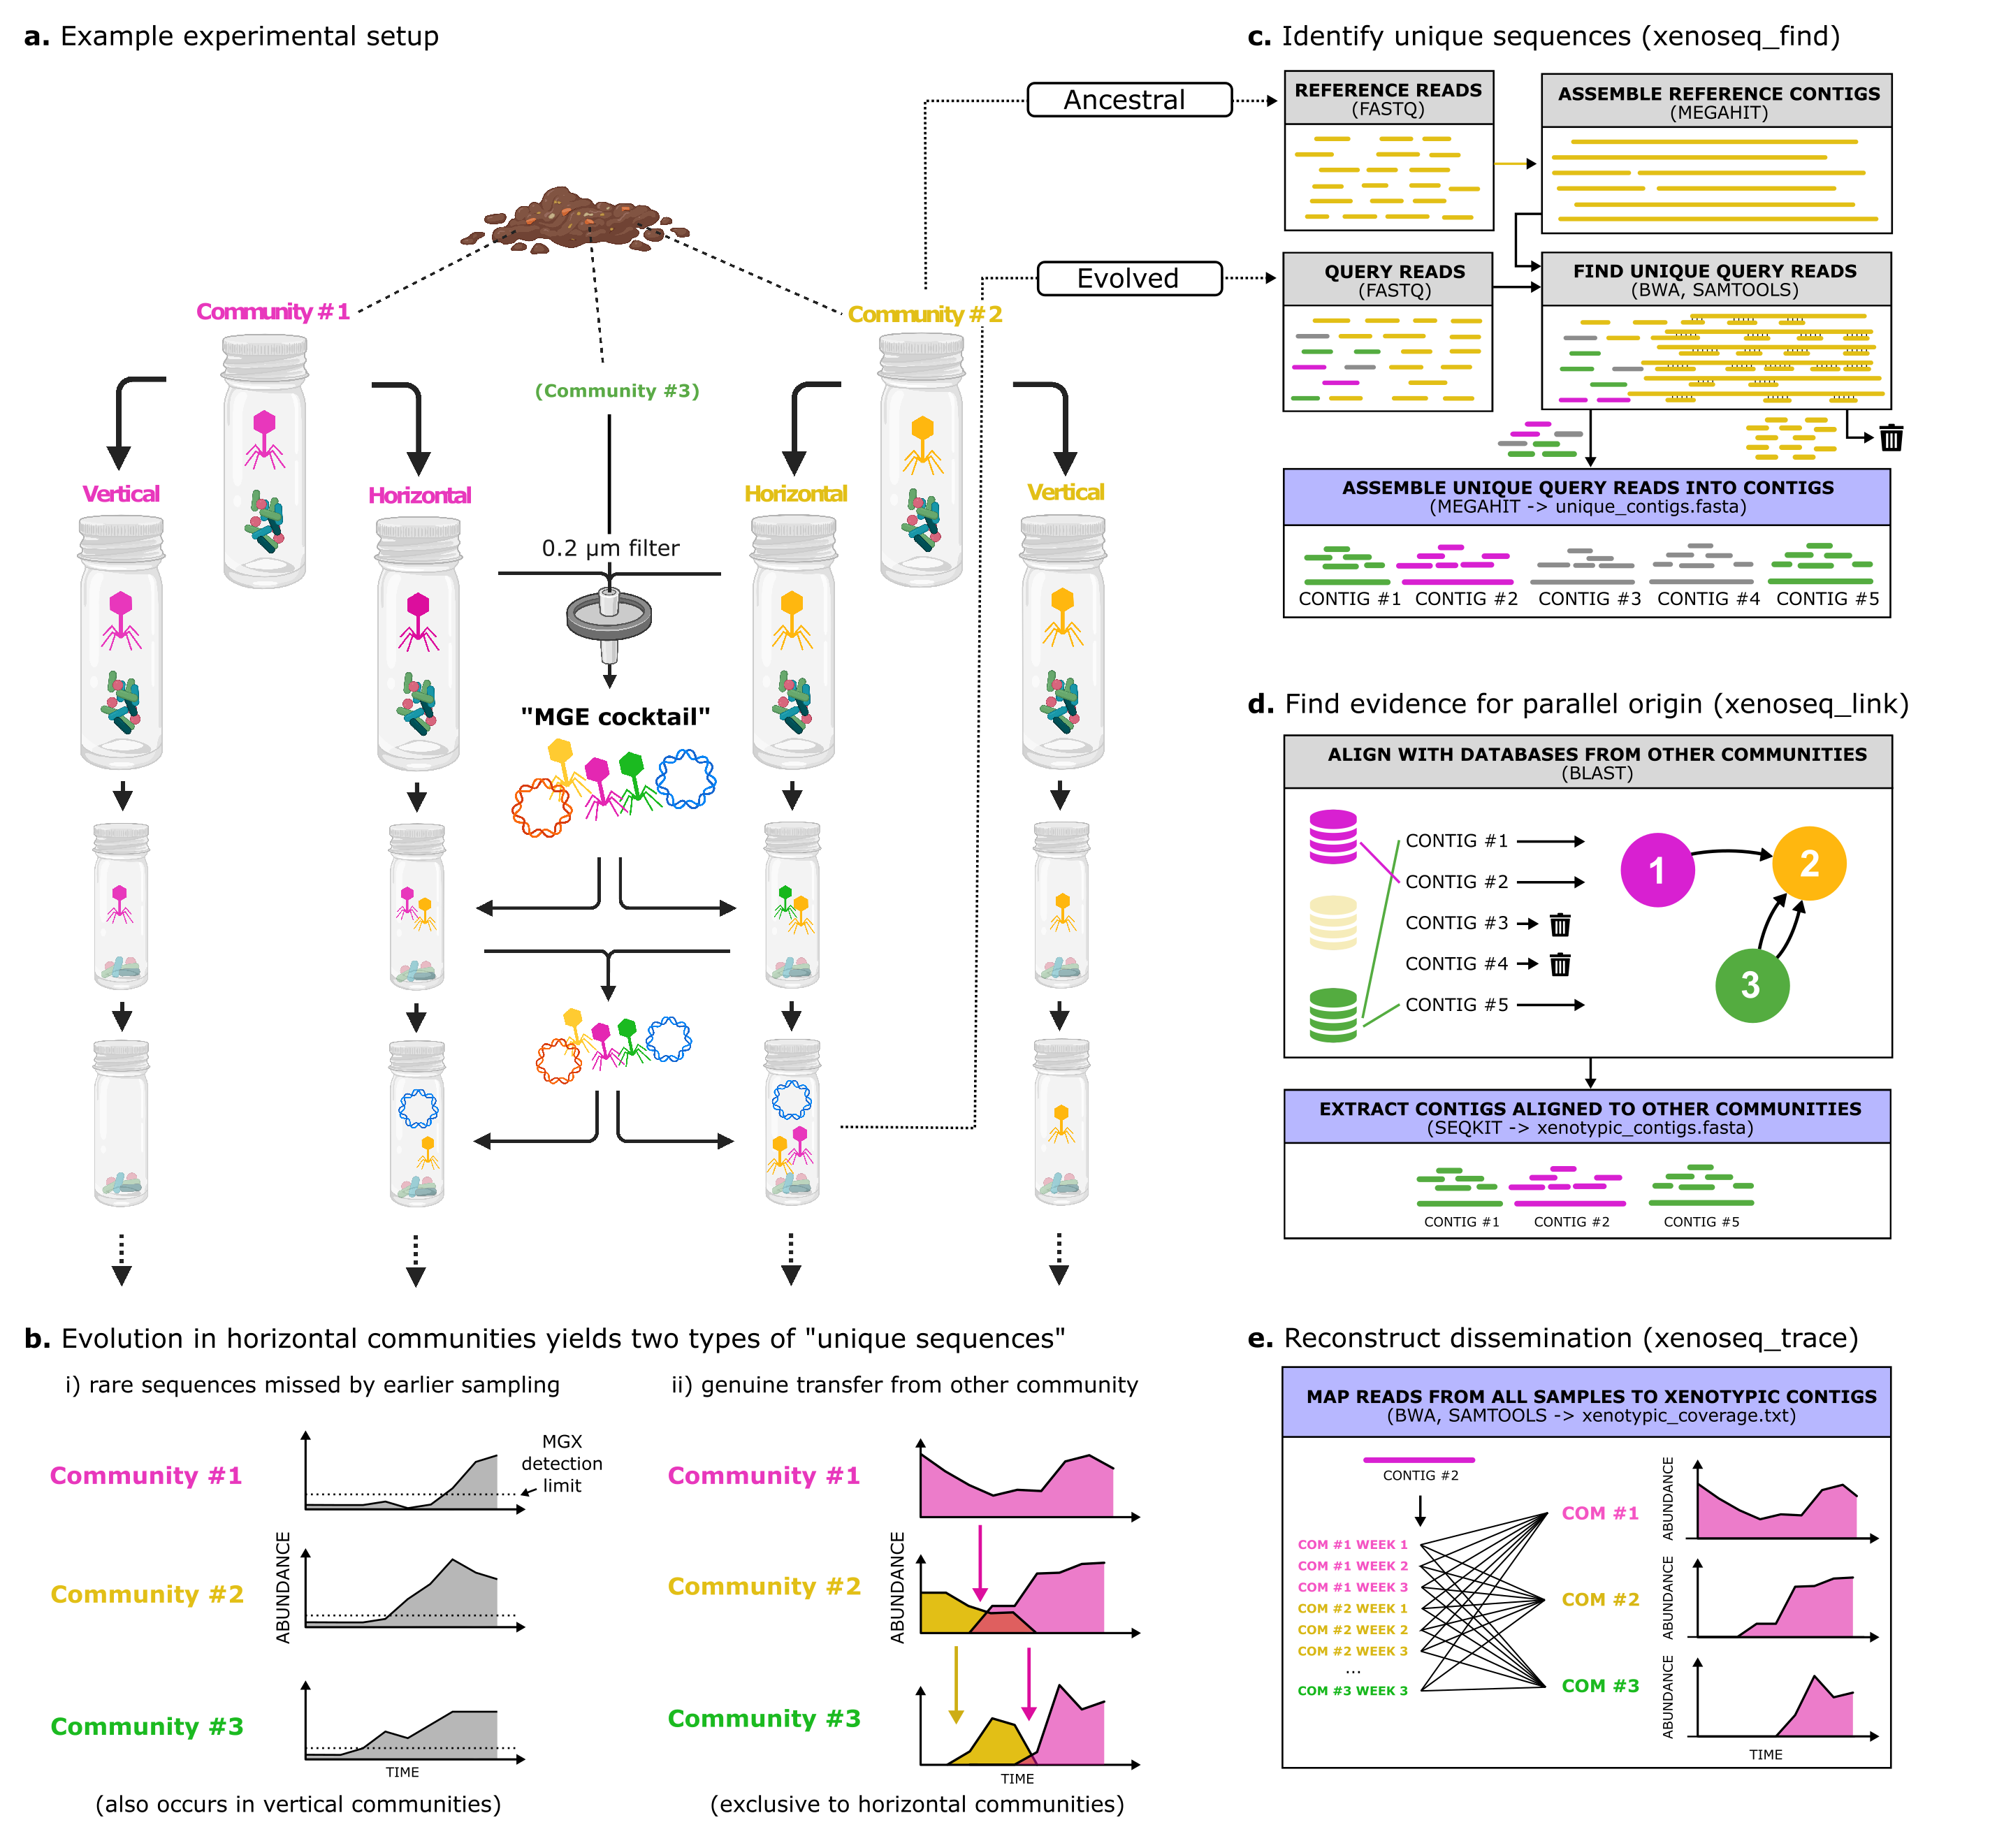 a. Example experimental setup
Community #1
Community #2
(Community #3)
Vertical
Horizontal
Horizontal
Vertical
0.2 µm filter
"MGE cocktail"
Ancestral
Evolved
b. Evolution in horizontal communities yields two types of "unique sequences"
i) rare sequences missed by earlier sampling
Community #1
Community #2
Community #3
MGX
detection
limit
ABUNDANCE
TIME
(also occurs in vertical communities)
ii) genuine transfer from other community
Community #1
Community #2
Community #3
ABUNDANCE
TIME
(exclusive to horizontal communities)
c. Identify unique sequences (xenoseq_find)
REFERENCE READS
(FASTQ)
ASSEMBLE REFERENCE CONTIGS
(MEGAHIT)
QUERY READS
(FASTQ)
FIND UNIQUE QUERY READS
(BWA, SAMTOOLS)
ASSEMBLE UNIQUE QUERY READS INTO CONTIGS
(MEGAHIT -> unique_contigs.fasta)
CONTIG #1 CONTIG #2 CONTIG #3 CONTIG #4 CONTIG #5
d. Find evidence for parallel origin (xenoseq_link)
ALIGN WITH DATABASES FROM OTHER COMMUNITIES
(BLAST)
CONTIG #1
CONTIG #2
CONTIG #3
CONTIG #4
CONTIG #5
1
2
3
EXTRACT CONTIGS ALIGNED TO OTHER COMMUNITIES
(SEQKIT -> xenotypic_contigs.fasta)
CONTIG #1 CONTIG #2 CONTIG #5
e. Reconstruct dissemination (xenoseq_trace)
MAP READS FROM ALL SAMPLES TO XENOTYPIC CONTIGS
(BWA, SAMTOOLS -> xenotypic_coverage.txt)
CONTIG #2
COM #1 WEEK 1
COM #1 WEEK 2
COM #1 WEEK 3
COM #2 WEEK 1
COM #2 WEEK 2
COM #2 WEEK 3
...
COM #3 WEEK 3
COM #1
COM #2
COM #3
ABUNDANCE
ABUNDANCE
ABUNDANCE
TIME